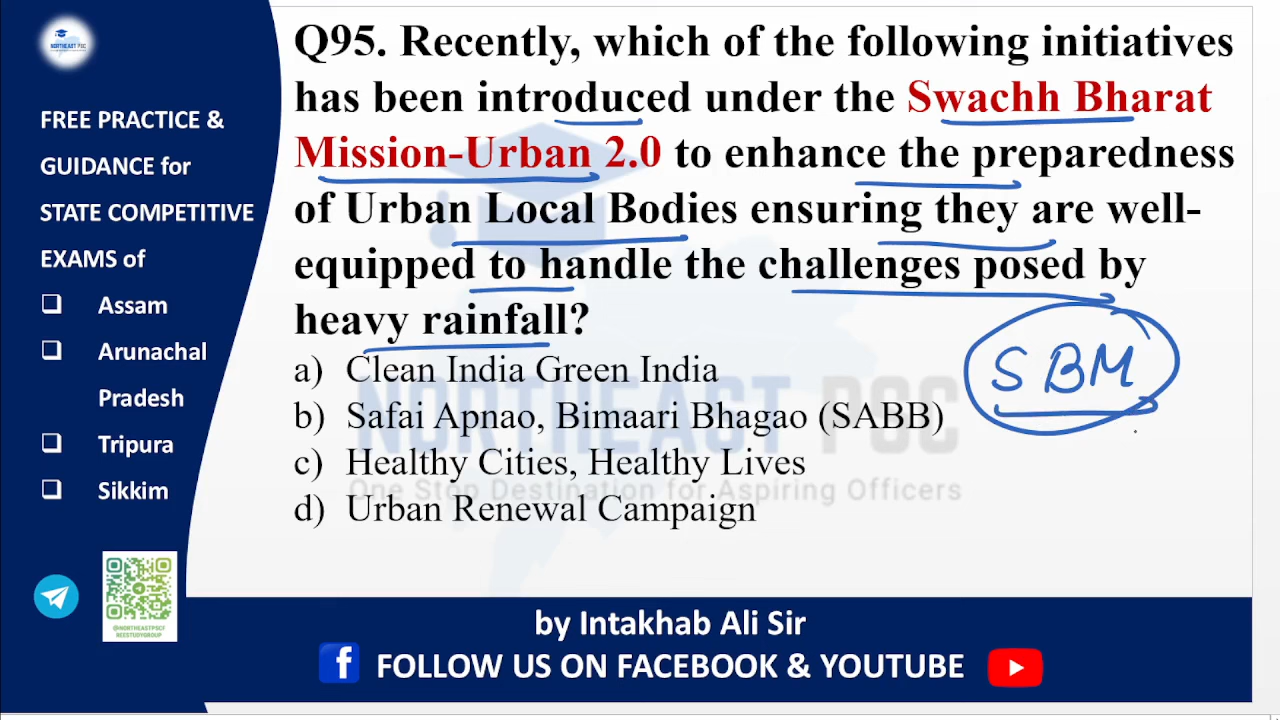 NORTHEAST PSC
FREE PRACTICE &
GUIDANCE for
STATE COMPETITIVE
EXAMS of
❑ Assam
❑ Arunachal
Pradesh
❑ Tripura
❑ Sikkim
@NORTHEASTPSCF
REESTUDYGROUP
Q95. Recently, which of the following initiatives
has been introduced under the Swachh Bharat
Mission-Urban 2.0 to enhance the preparedness
of Urban Local Bodies ensuring they are well-
equipped to handle the challenges posed by
heavy rainfall?
SBM
a) Clean India Green India
b) Safai Apnao, Bimaari Bhagao (SABB)
c) Healthy Cities, Healthy Lives
d) Urban Renewal Campaign
NORTHEAST PSC
One Stop Destination for Aspiring Officers
by Intakhab Ali Sir
FOLLOW US ON FACEBOOK & YOUTUBE